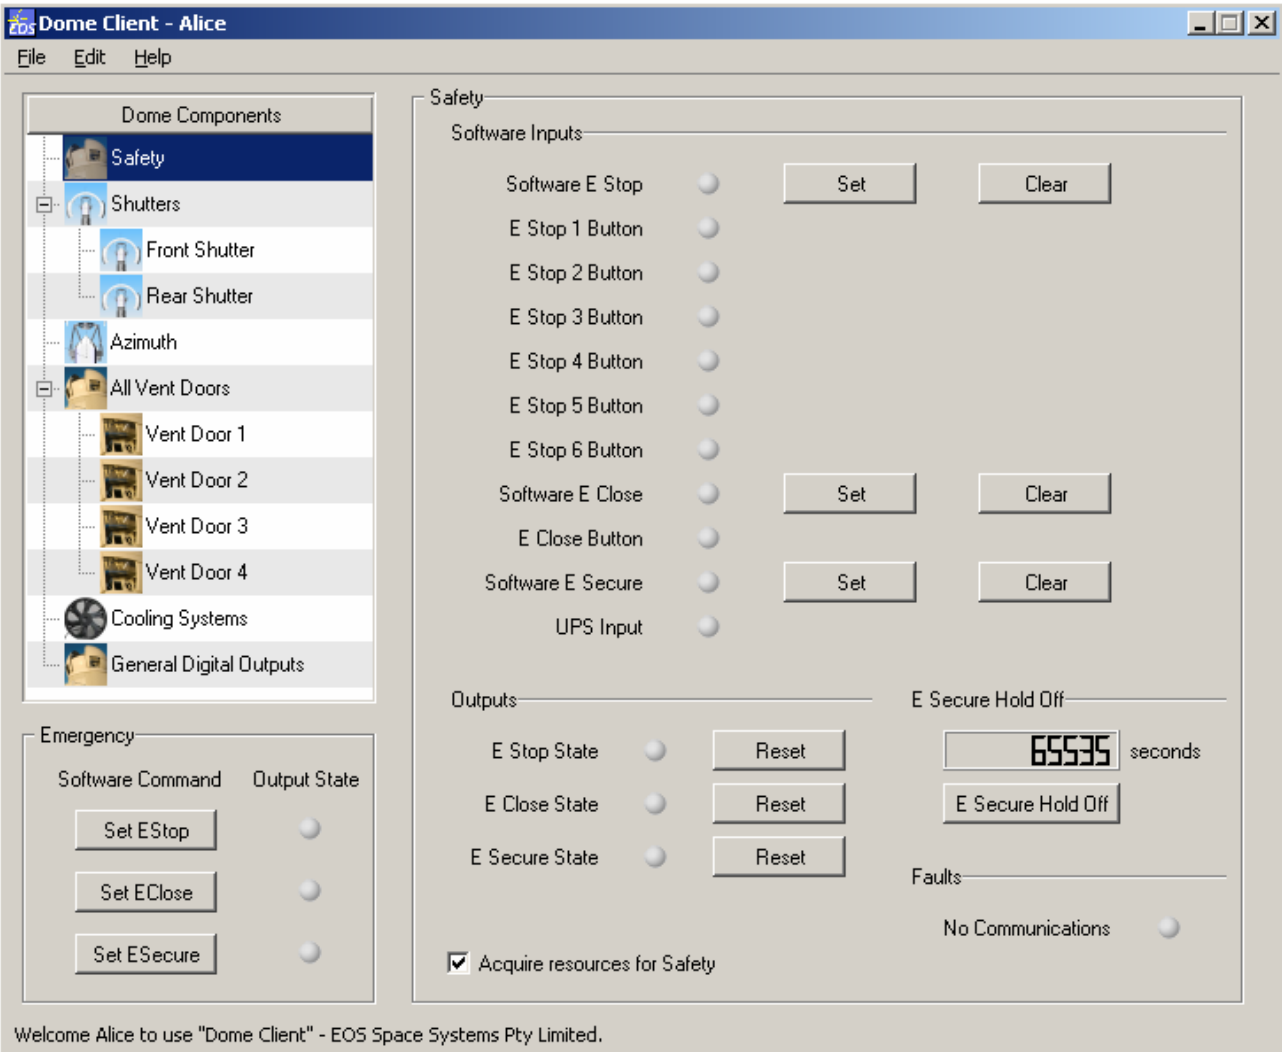 EOS Dome Client - Alice
File Edit Help
Dome Components
Safety
Shutters
Front Shutter
Rear Shutter
Azimuth
All Vent Doors
Vent Door 1
Vent Door 2
Vent Door 3
Vent Door 4
Cooling Systems
General Digital Outputs
Emergency
Software Command Output State
Set EStop
Set EClose
Set ESecure
Safety
Software Inputs
Software E Stop Set Clear
E Stop 1 Button
E Stop 2 Button
E Stop 3 Button
E Stop 4 Button
E Stop 5 Button
E Stop 6 Button
Software E Close Set Clear
E Close Button
Software E Secure Set Clear
UPS Input
Outputs
E Stop State Reset
E Close State Reset
E Secure State Reset
E Secure Hold Off
65535 seconds
E Secure Hold Off
Faults
No Communications
Acquire resources for Safety
Welcome Alice to use "Dome Client" - EOS Space Systems Pty Limited.